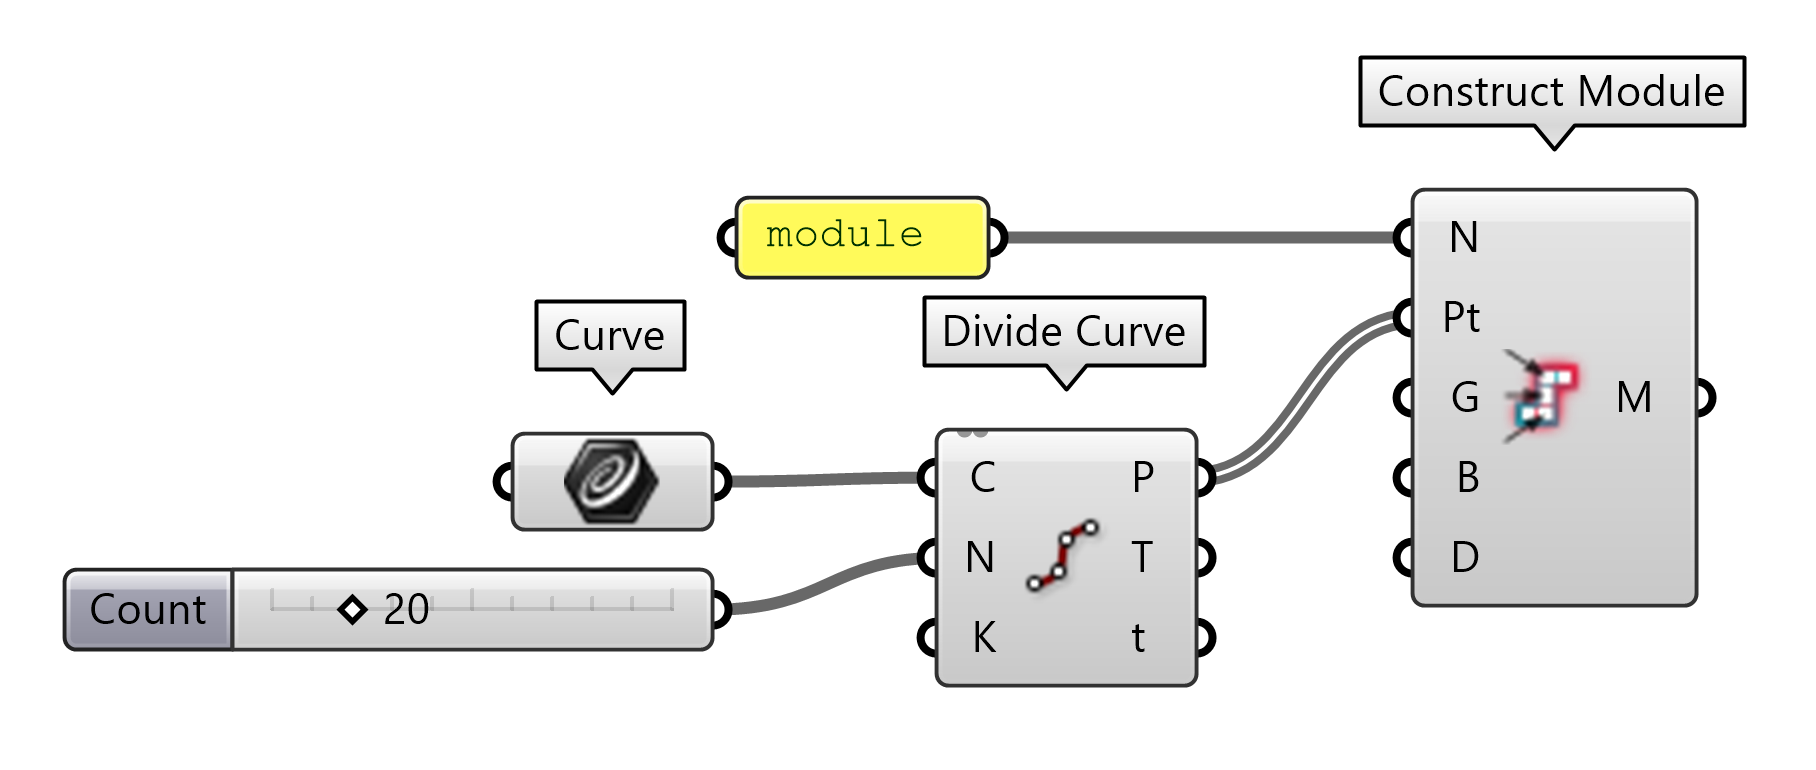 Construct Module
module
N
Curve
Divide Curve
Pt
G
M
C
P
B
Count
20
N
T
D
K
t